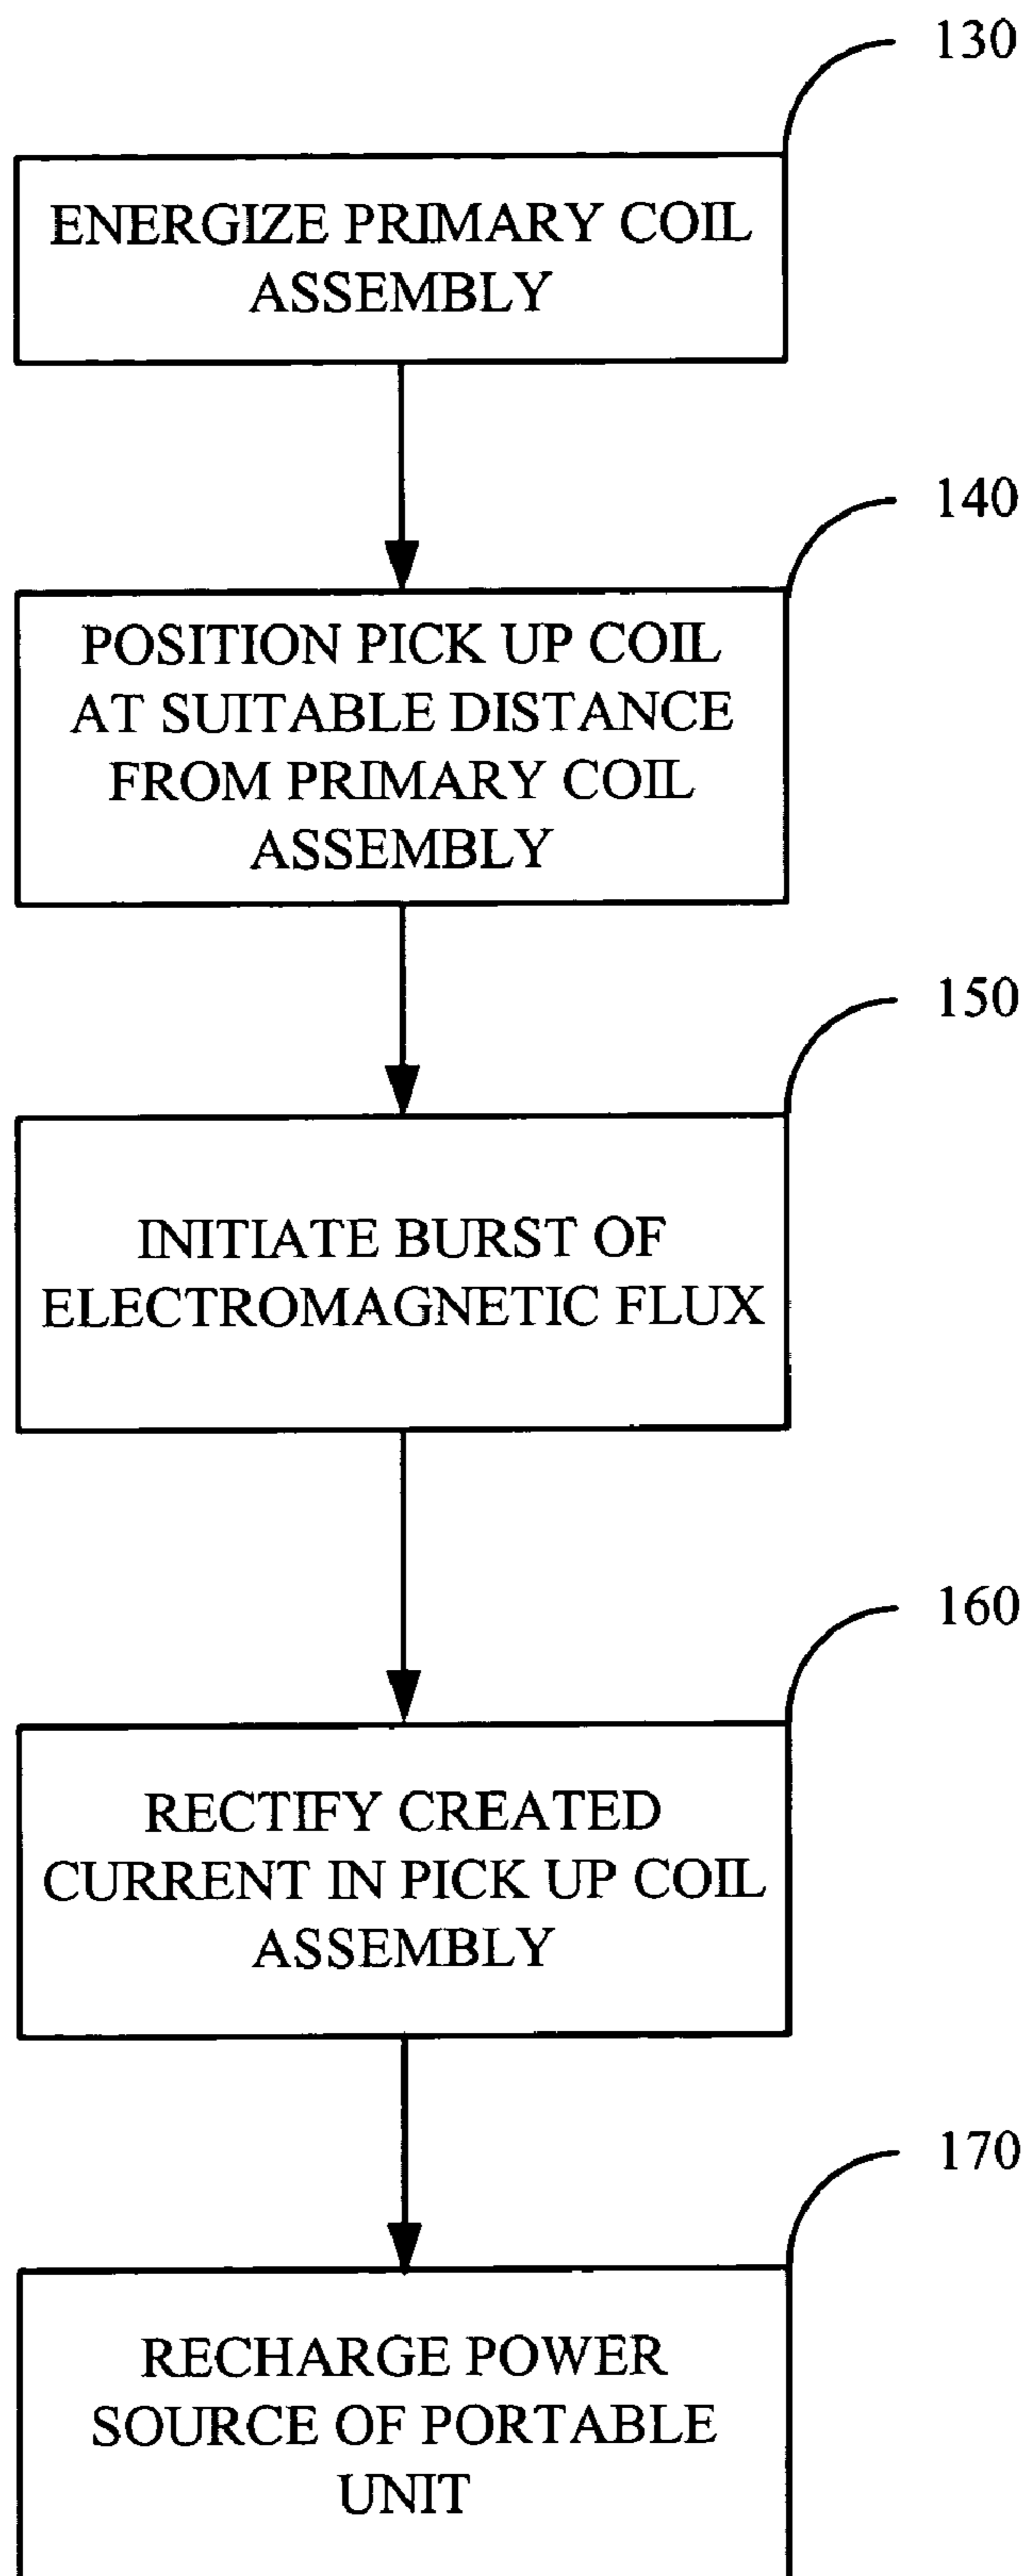 130
ENERGIZE PRIMARY COIL
ASSEMBLY
140
POSITION PICK UP COIL
AT SUITABLE DISTANCE
FROM PRIMARY COIL
ASSEMBLY
150
INITIATE BURST OF
ELECTROMAGNETIC FLUX
160
RECTIFY CREATED
CURRENT IN PICK UP COIL
ASSEMBLY
170
RECHARGE POWER
SOURCE OF PORTABLE
UNIT